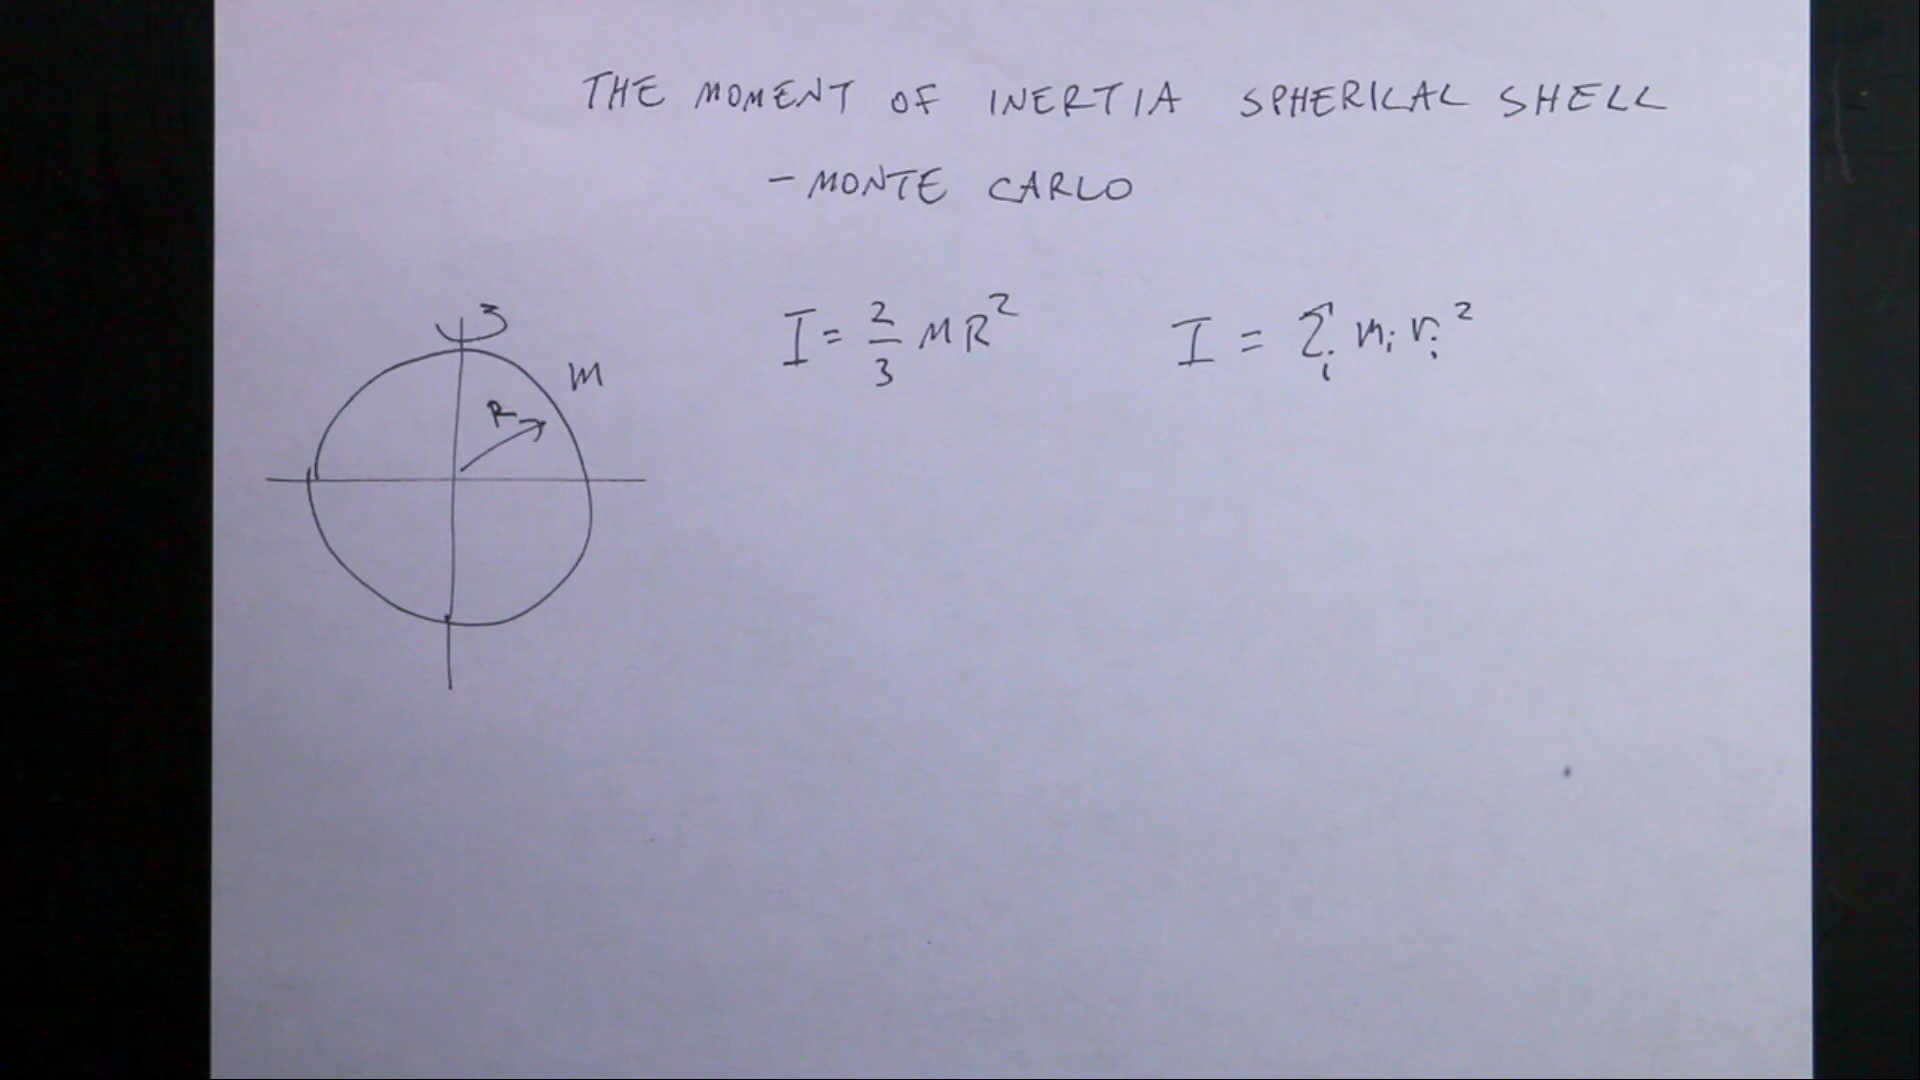 THE MOMENT OF INERTIA SPHERICAL SHELL
- MONTE CARLO
I = 2/3 MR² I = Σᵢ mᵢ rᵢ²
m
R